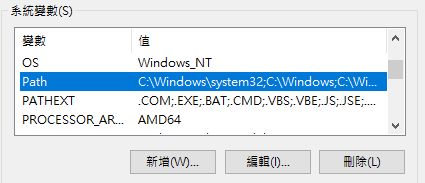 系統變數(S)
變數 值
OS Windows_NT
Path C:\Windows\system32;C:\Windows;C:\Wi...
PATHEXT .COM;.EXE;.BAT;.CMD;.VBS;.VBE;.JS;.JSE;....
PROCESSOR_AR... AMD64
新增(W)... 編輯(I)... 刪除(L)